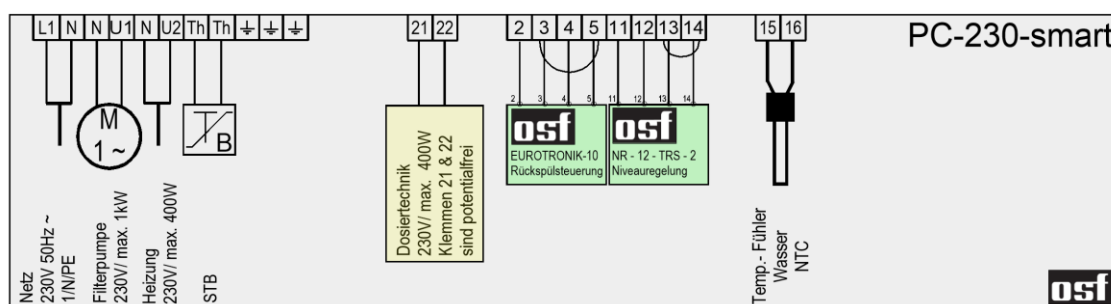 L1 N N U1 N U2 Th Th
21 22
2 3 4 5 11 12 13 14
15 16
PC-230-smart
M
1 ~
B
2 3 4 5 11 12 13 14
osf
EUROTRONIK-10
Rückspülsteuerung
osf
NR - 12 - TRS - 2
Niveauregelung
Dosiertechnik
230V/ max. 400W
Klemmen 21 & 22
sind potentialfrei
Netz
230V 50Hz ~
1/N/PE
Filterpumpe
230V/ max. 1kW
Heizung
230V/ max. 400W
STB
Temp.- Fühler
Wasser
NTC
osf